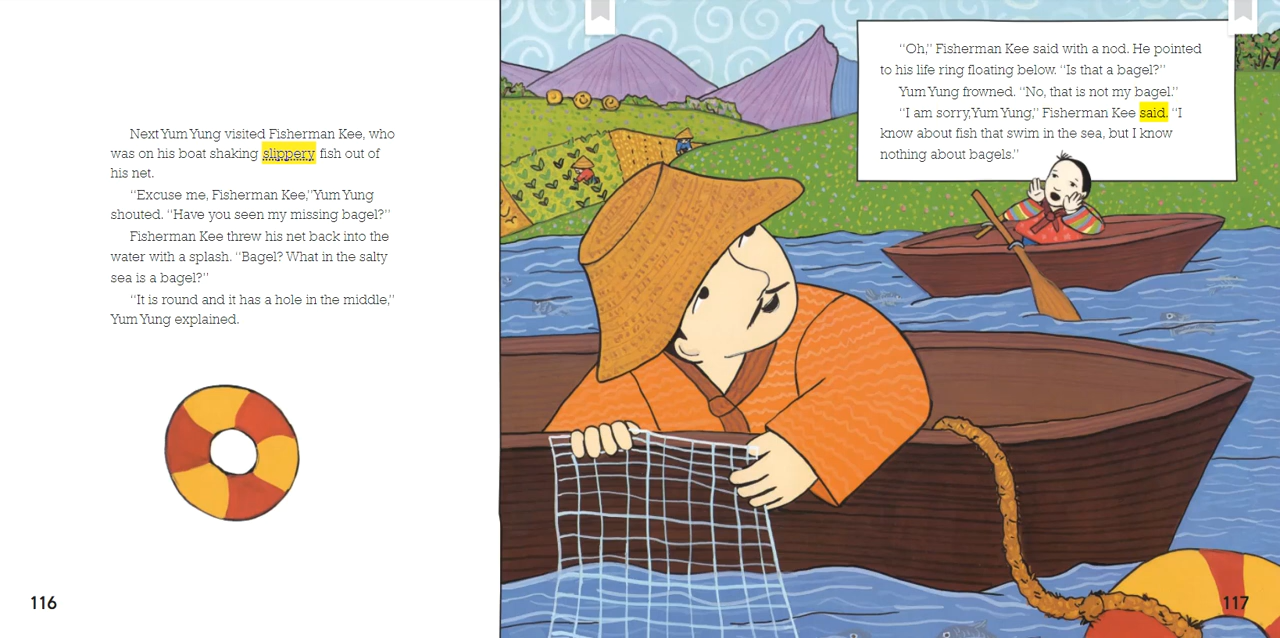 Next Yum Yung visited Fisherman Kee, who
was on his boat shaking slippery fish out of
his net.
“Excuse me, Fisherman Kee,” Yum Yung
shouted. “Have you seen my missing bagel?”
Fisherman Kee threw his net back into the
water with a splash. “Bagel? What in the salty
sea is a bagel?”
“It is round and it has a hole in the middle,”
Yum Yung explained.
116
“Oh,” Fisherman Kee said with a nod. He pointed
to his life ring floating below. “Is that a bagel?”
Yum Yung frowned. “No, that is not my bagel.”
“I am sorry, Yum Yung,” Fisherman Kee said. “I
know about fish that swim in the sea, but I know
nothing about bagels.”
117